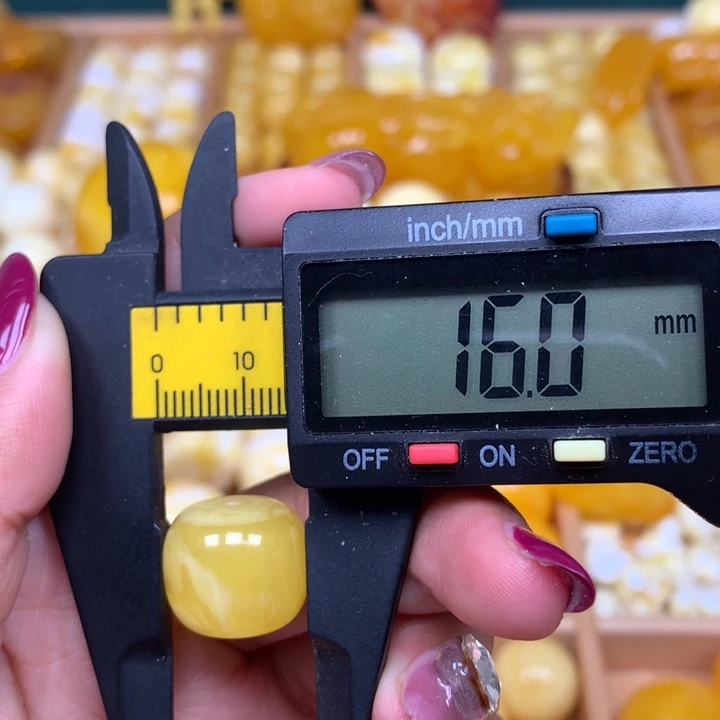 inch/mm
16.0 mm
0 10
OFF ON ZERO